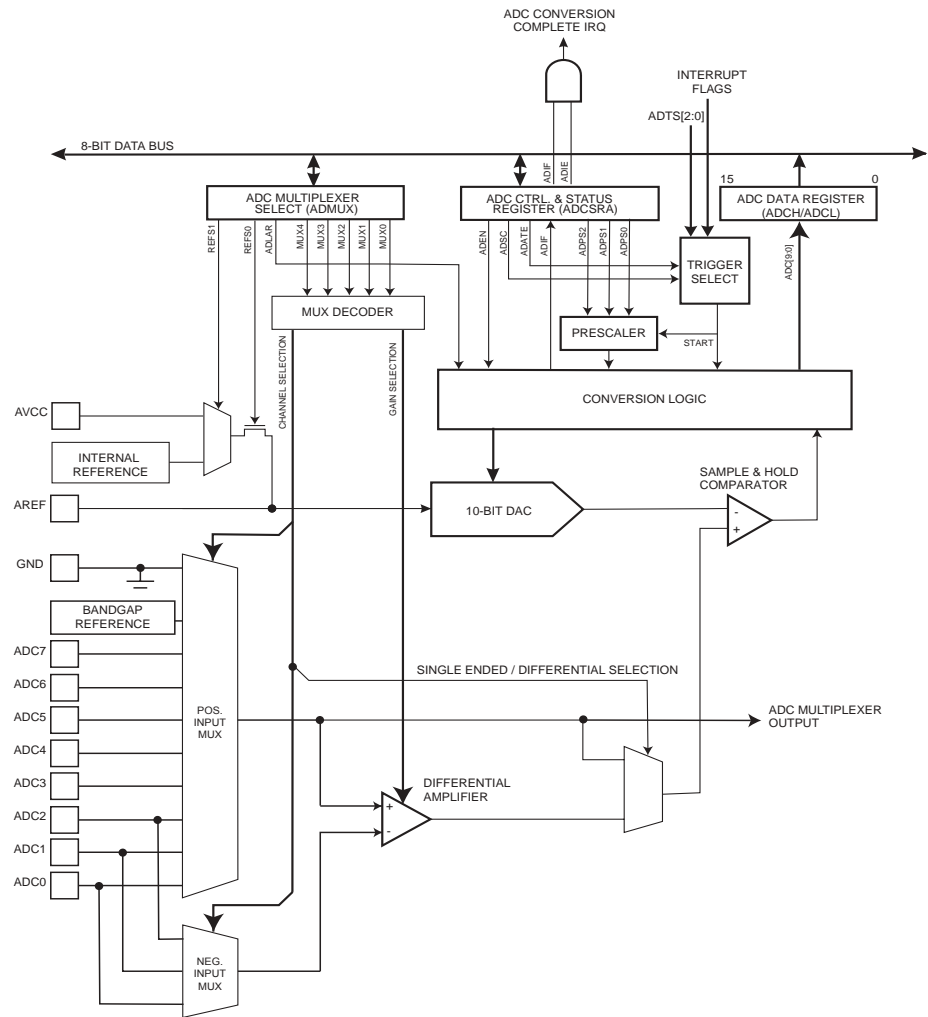 ADC CONVERSION
COMPLETE IRQ
INTERRUPT
FLAGS
ADTS[2:0]
8-BIT DATA BUS
ADIF
ADIE
15
0
ADC MULTIPLEXER
SELECT (ADMUX)
ADC CTRL. & STATUS
REGISTER (ADCSRA)
ADC DATA REGISTER
(ADCH/ADCL)
REFS1
REFS0
ADLAR
MUX4
MUX3
MUX2
MUX1
MUX0
ADEN
ADSC
ADATE
ADIF
ADPS2
ADPS1
ADPS0
ADC[9:0]
TRIGGER
SELECT
MUX DECODER
PRESCALER
START
CHANNEL SELECTION
GAIN SELECTION
CONVERSION LOGIC
AVCC
INTERNAL
REFERENCE
SAMPLE & HOLD
COMPARATOR
AREF
10-BIT DAC
-
+
GND
BANDGAP
REFERENCE
ADC7
SINGLE ENDED / DIFFERENTIAL SELECTION
ADC6
ADC5
POS.
INPUT
MUX
ADC MULTIPLEXER
OUTPUT
ADC4
ADC3
DIFFERENTIAL
AMPLIFIER
+
-
ADC2
ADC1
ADC0
NEG.
INPUT
MUX